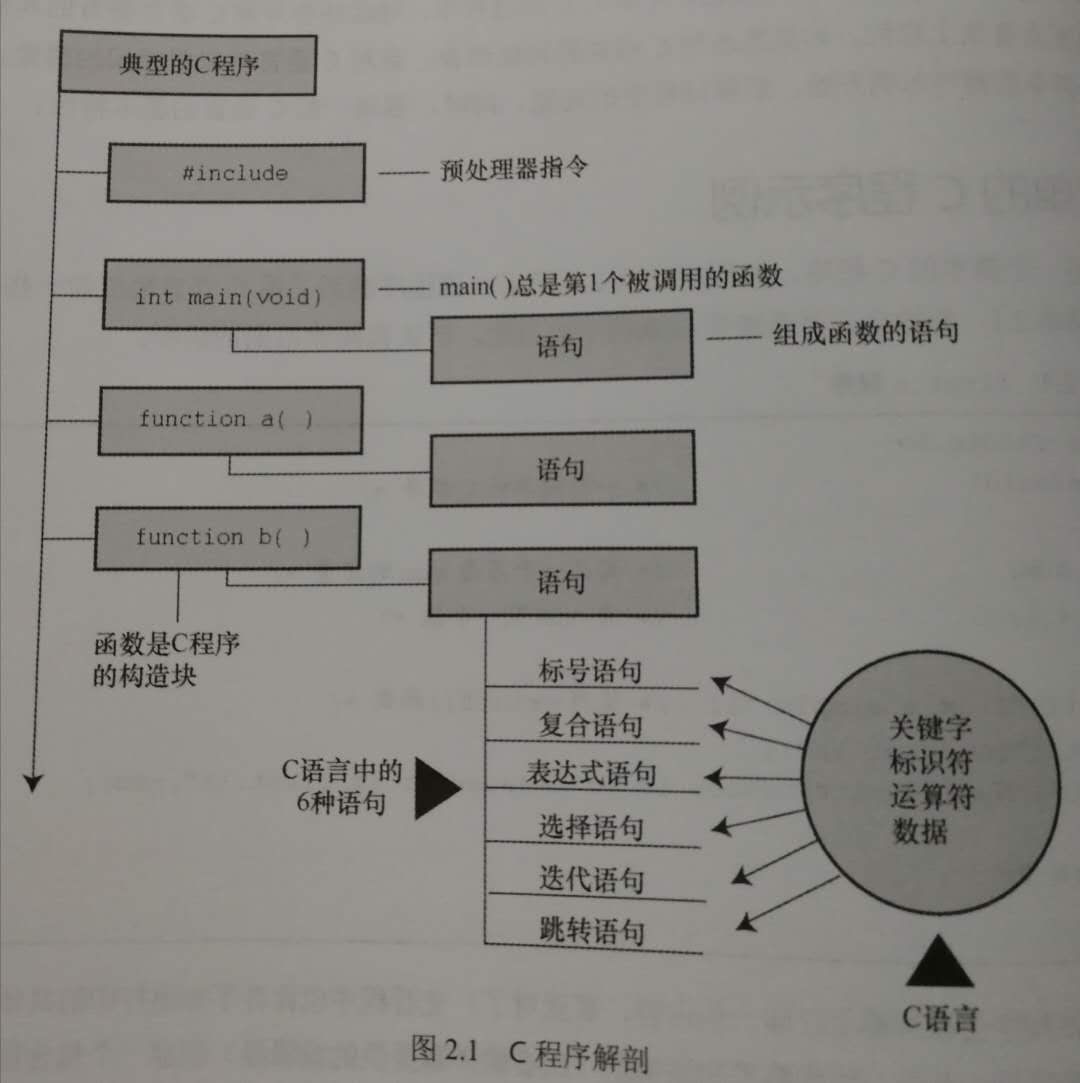 典型的C程序
#include
预处理器指令
int main(void)
main( )总是第1个被调用的函数
语句
组成函数的语句
function a( )
语句
function b( )
语句
函数是C程序
的构造块
标号语句
复合语句
表达式语句
选择语句
迭代语句
跳转语句
C语言中的
6种语句
关键字
标识符
运算符
数据
C语言
图 2.1 C 程序解剖
C 程序示例